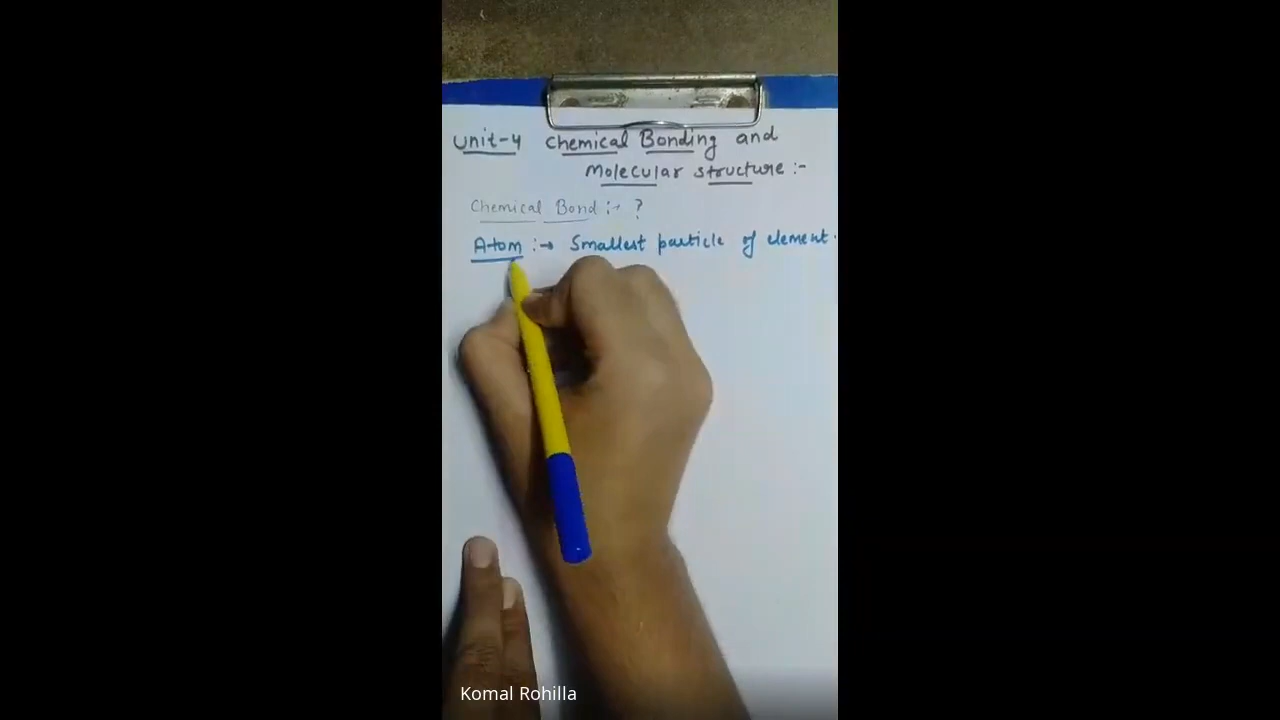 Unit-4 Chemical Bonding and
Molecular structure :-
Chemical Bond :- ?
Atom :→ Smallest particle of element.
Komal Rohilla